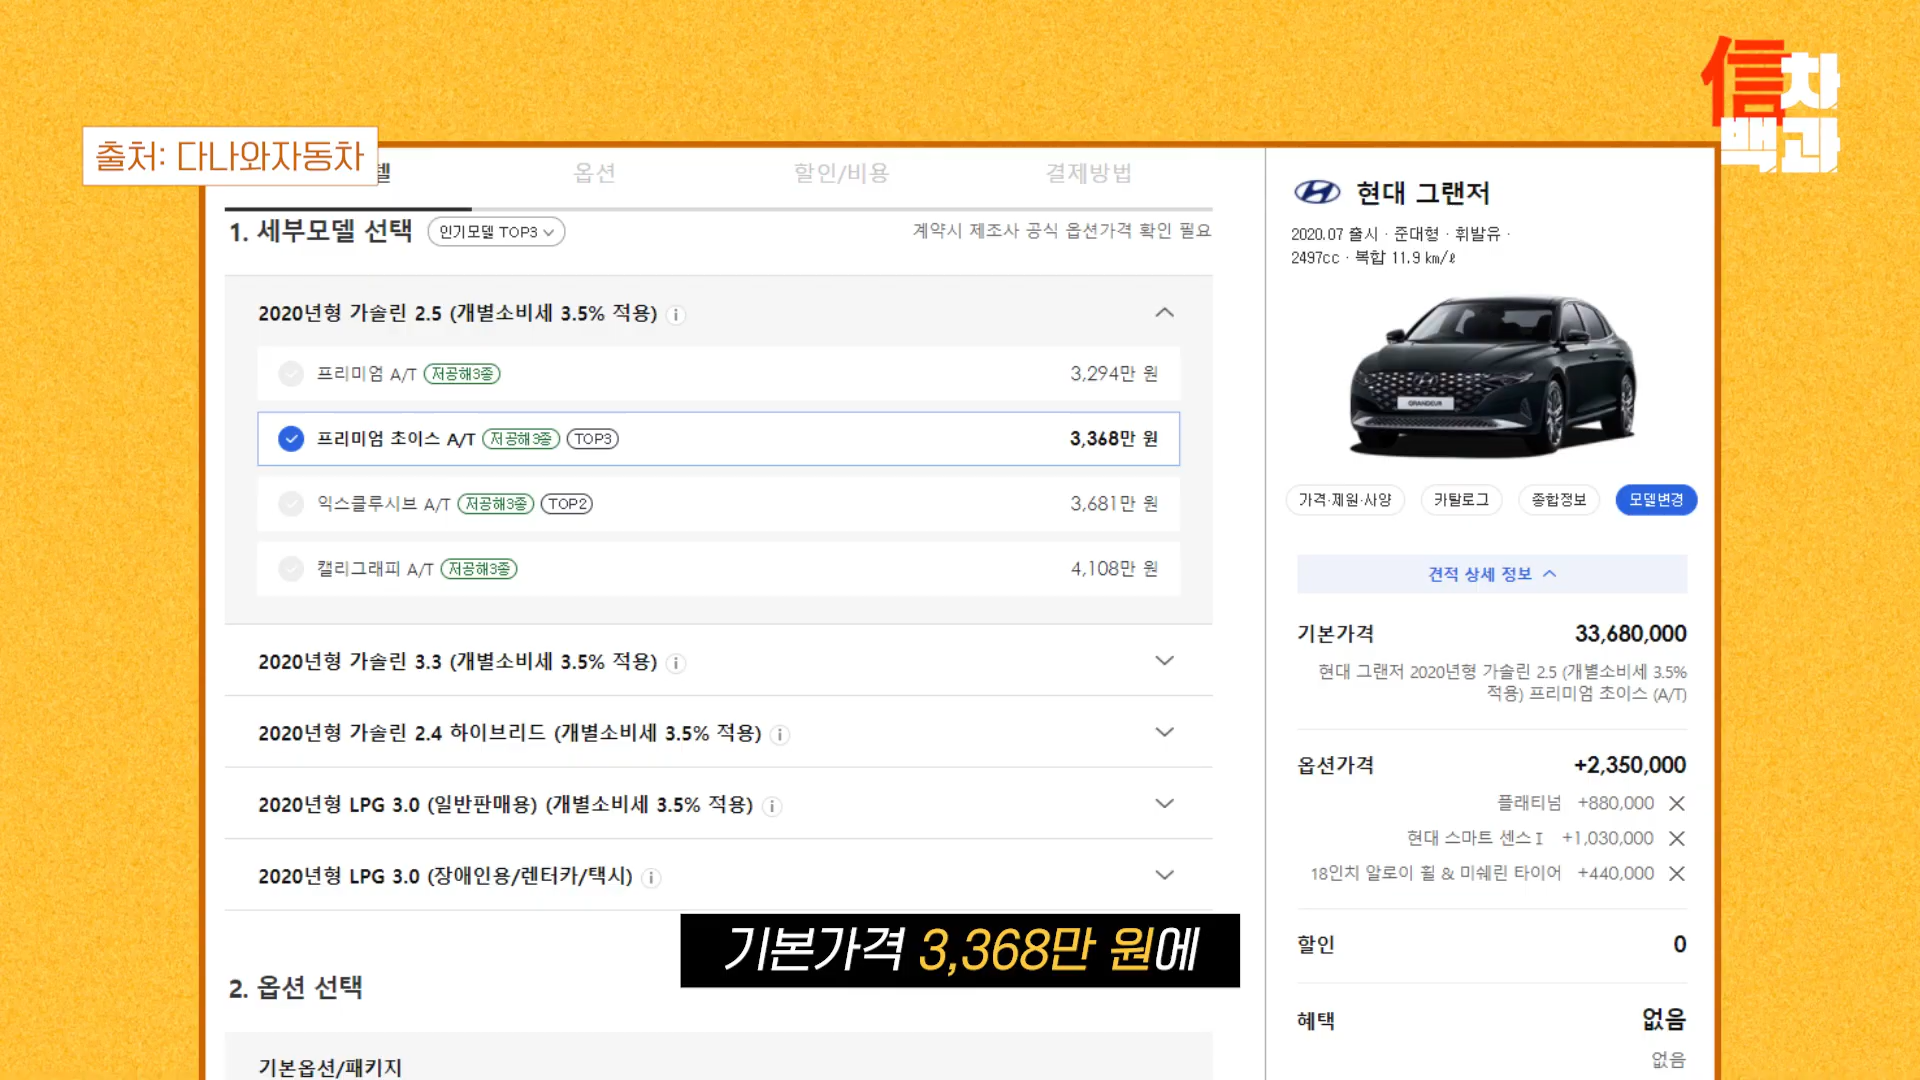 信차
백과
출처: 다나와자동차
옵션
할인/비용
결제방법
1. 세부모델 선택
인기모델 TOP3
계약시 제조사 공식 옵션가격 확인 필요
2020년형 가솔린 2.5 (개별소비세 3.5% 적용)
프리미엄 A/T 저공해3종 3,294만 원
프리미엄 초이스 A/T 저공해3종 TOP3 3,368만 원
익스클루시브 A/T 저공해3종 TOP2 3,681만 원
캘리그래피 A/T 저공해3종 4,108만 원
2020년형 가솔린 3.3 (개별소비세 3.5% 적용)
2020년형 가솔린 2.4 하이브리드 (개별소비세 3.5% 적용)
2020년형 LPG 3.0 (일반판매용) (개별소비세 3.5% 적용)
2020년형 LPG 3.0 (장애인용/렌터카/택시)
2. 옵션 선택
기본옵션/패키지
현대 그랜저
2020.07 출시 · 준대형 · 휘발유 ·
2497cc · 복합 11.9 km/ℓ
GRANDEUR
가격·제원·사양
카탈로그
종합정보
모델변경
견적 상세 정보
기본가격 33,680,000
현대 그랜저 2020년형 가솔린 2.5 (개별소비세 3.5%
적용) 프리미엄 초이스 (A/T)
옵션가격 +2,350,000
플래티넘 +880,000
현대 스마트 센스 I +1,030,000
18인치 알로이 휠 & 미쉐린 타이어 +440,000
할인 0
혜택 없음
없음
기본가격 3,368만 원에